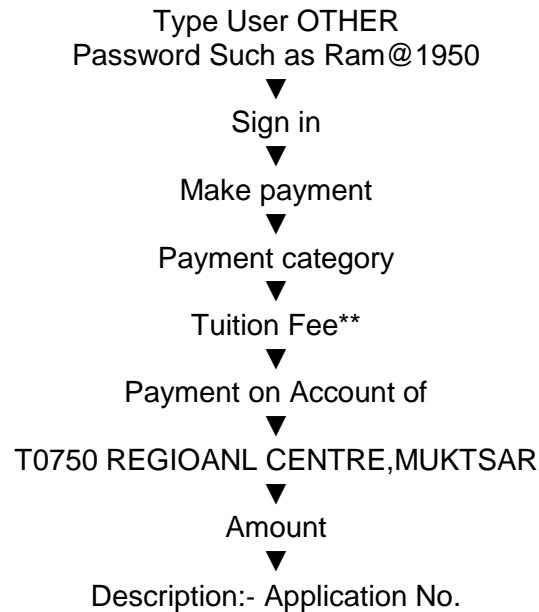 Type User OTHER
Password Such as Ram@1950
▼
Sign in
▼
Make payment
▼
Payment category
▼
Tuition Fee**
▼
Payment on Account of
▼
T0750 REGIOANL CENTRE,MUKTSAR
▼
Amount
▼
Description:- Application No.